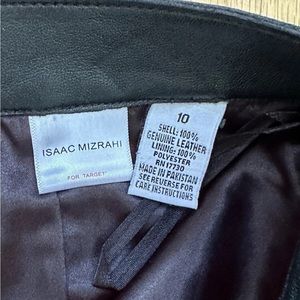 ISAAC MIZRAHI
FOR TARGET
10
SHELL: 100%
GENUINE LEATHER
LINING: 100%
POLYESTER
RN 17730
MADE IN PAKISTAN
SEE REVERSE FOR
CARE INSTRUCTIONS